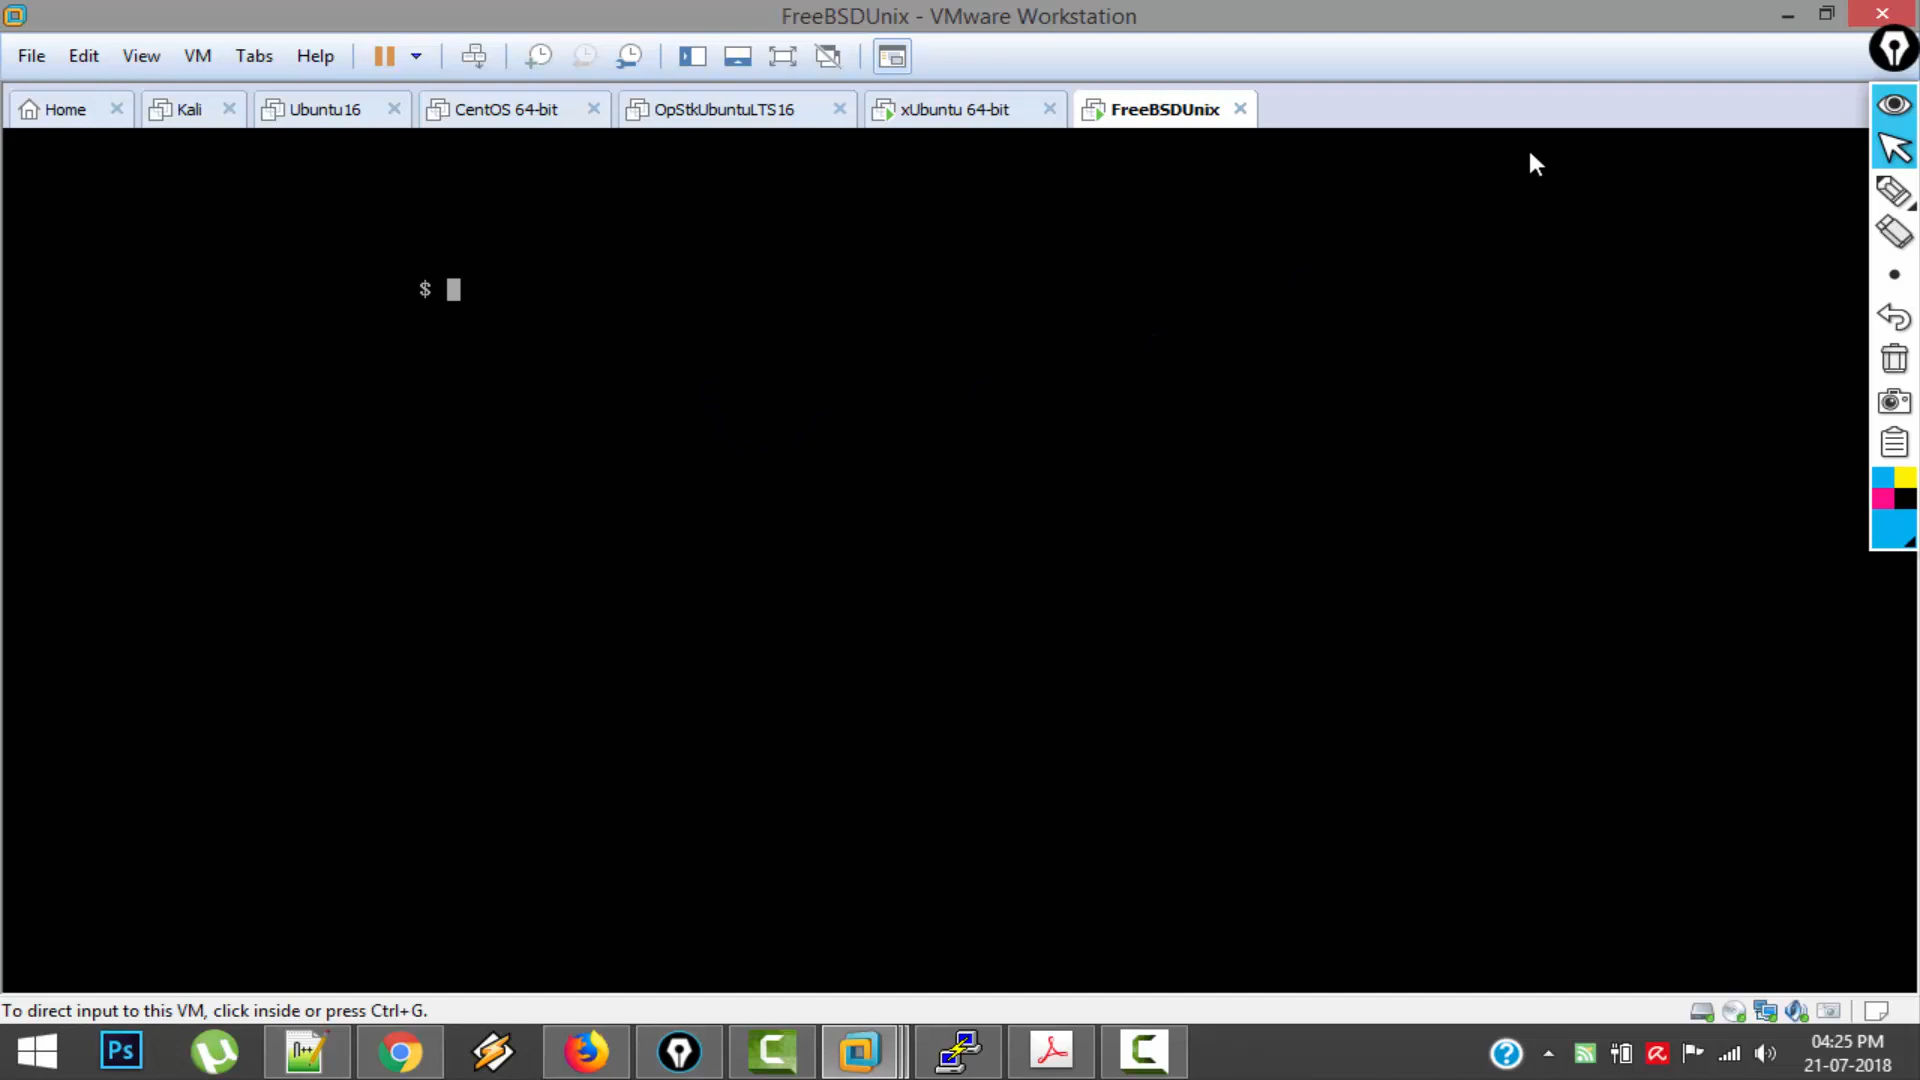 FreeBSDUnix - VMware Workstation
File Edit View VM Tabs Help
Home Kali Ubuntu16 CentOS 64-bit OpStkUbuntuLTS16 xUbuntu 64-bit FreeBSDUnix
$
To direct input to this VM, click inside or press Ctrl+G.
Ps n++
04:25 PM
21-07-2018